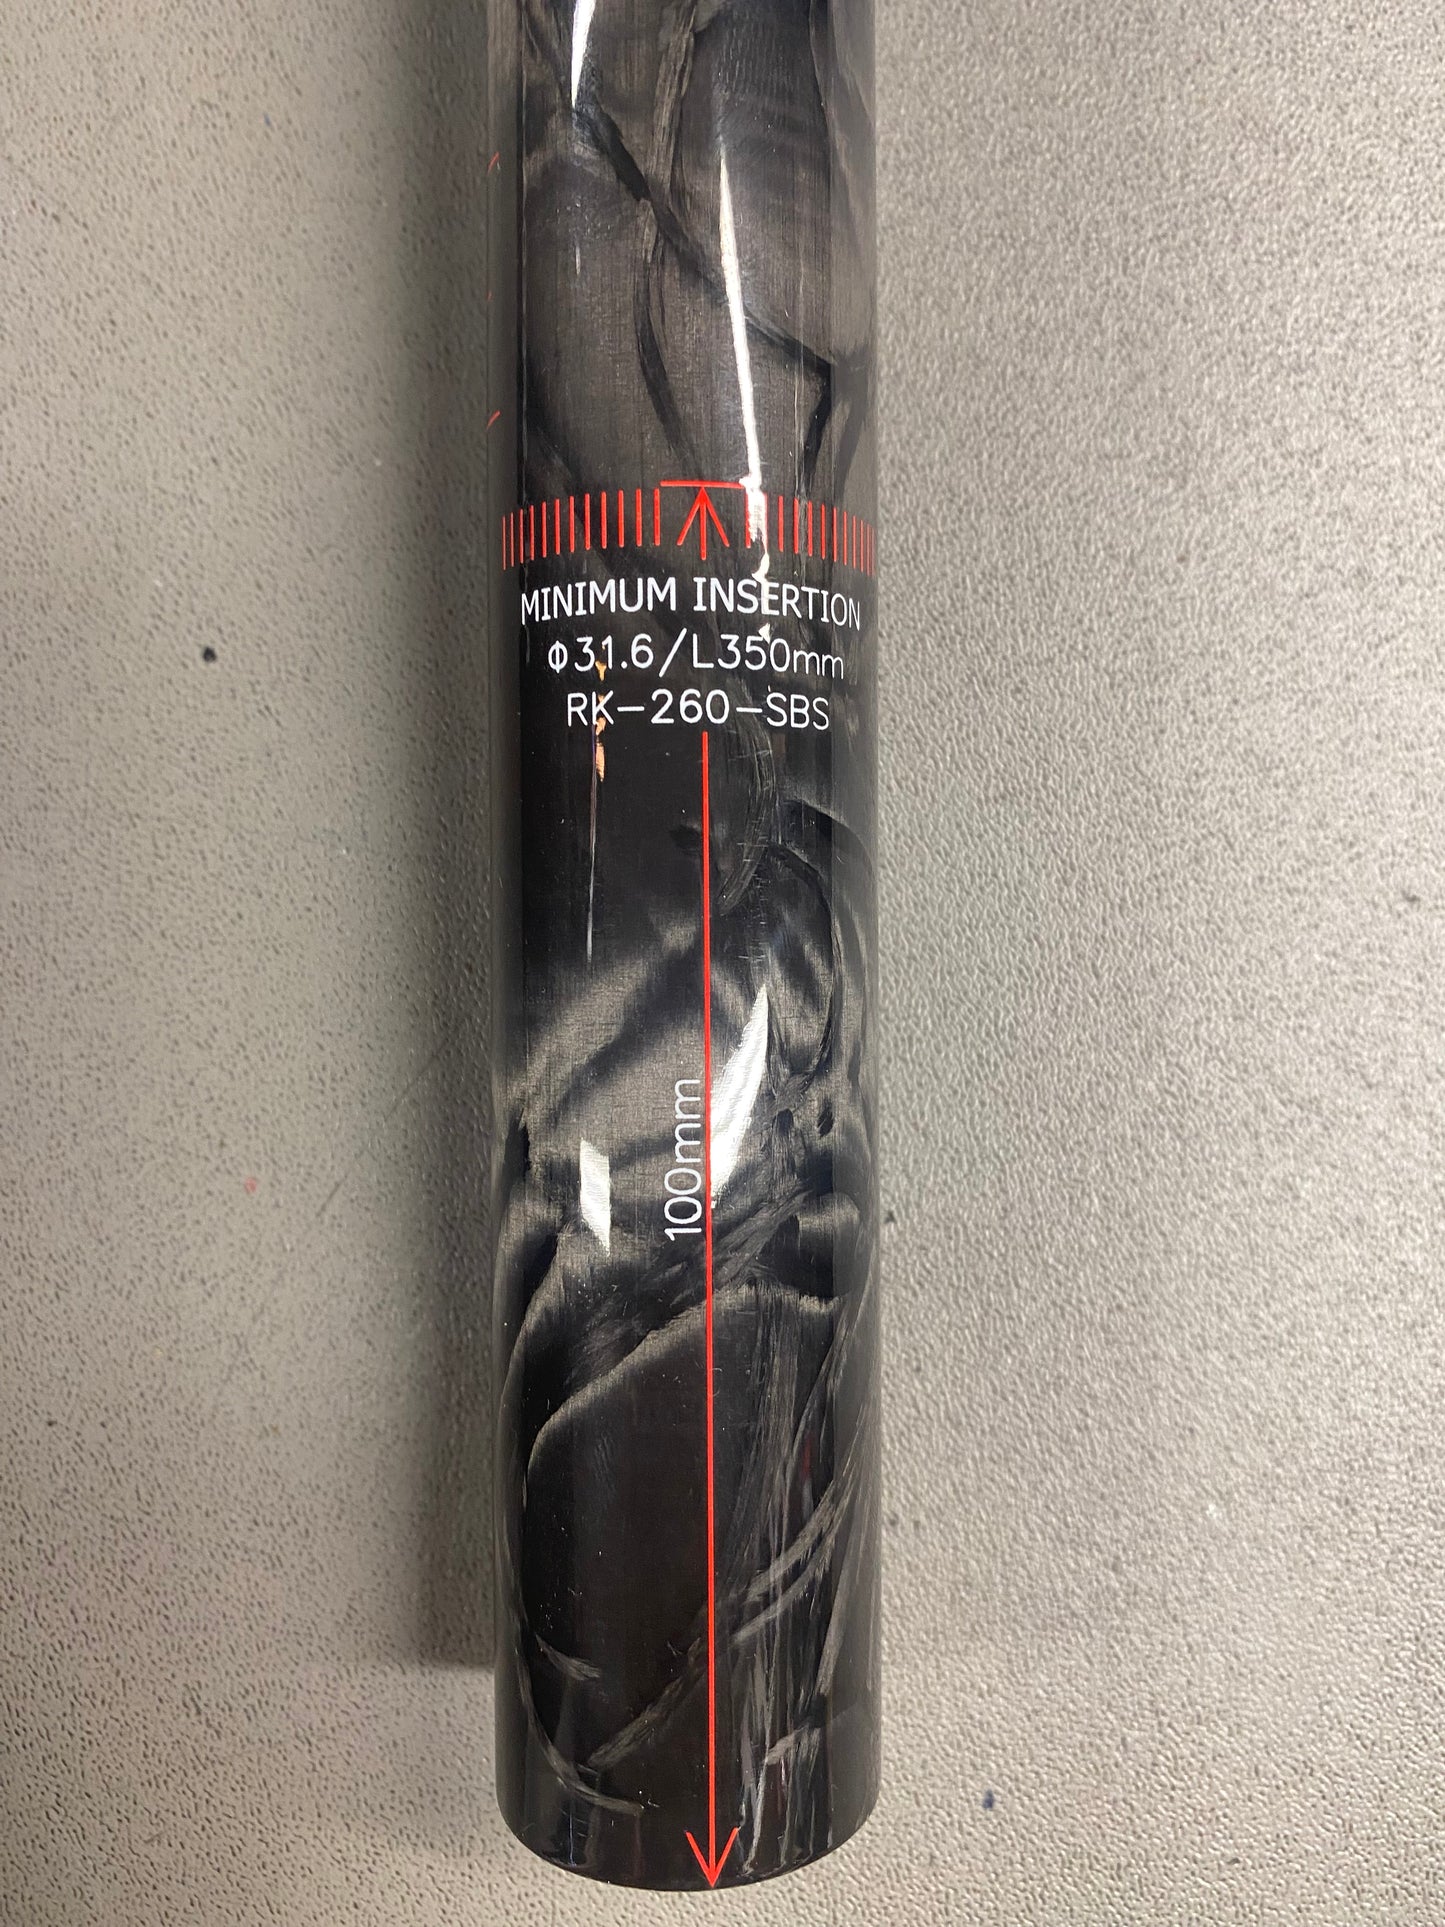 MINIMUM INSERTION
Φ31.6/L350mm
RK-260-SBS
100mm